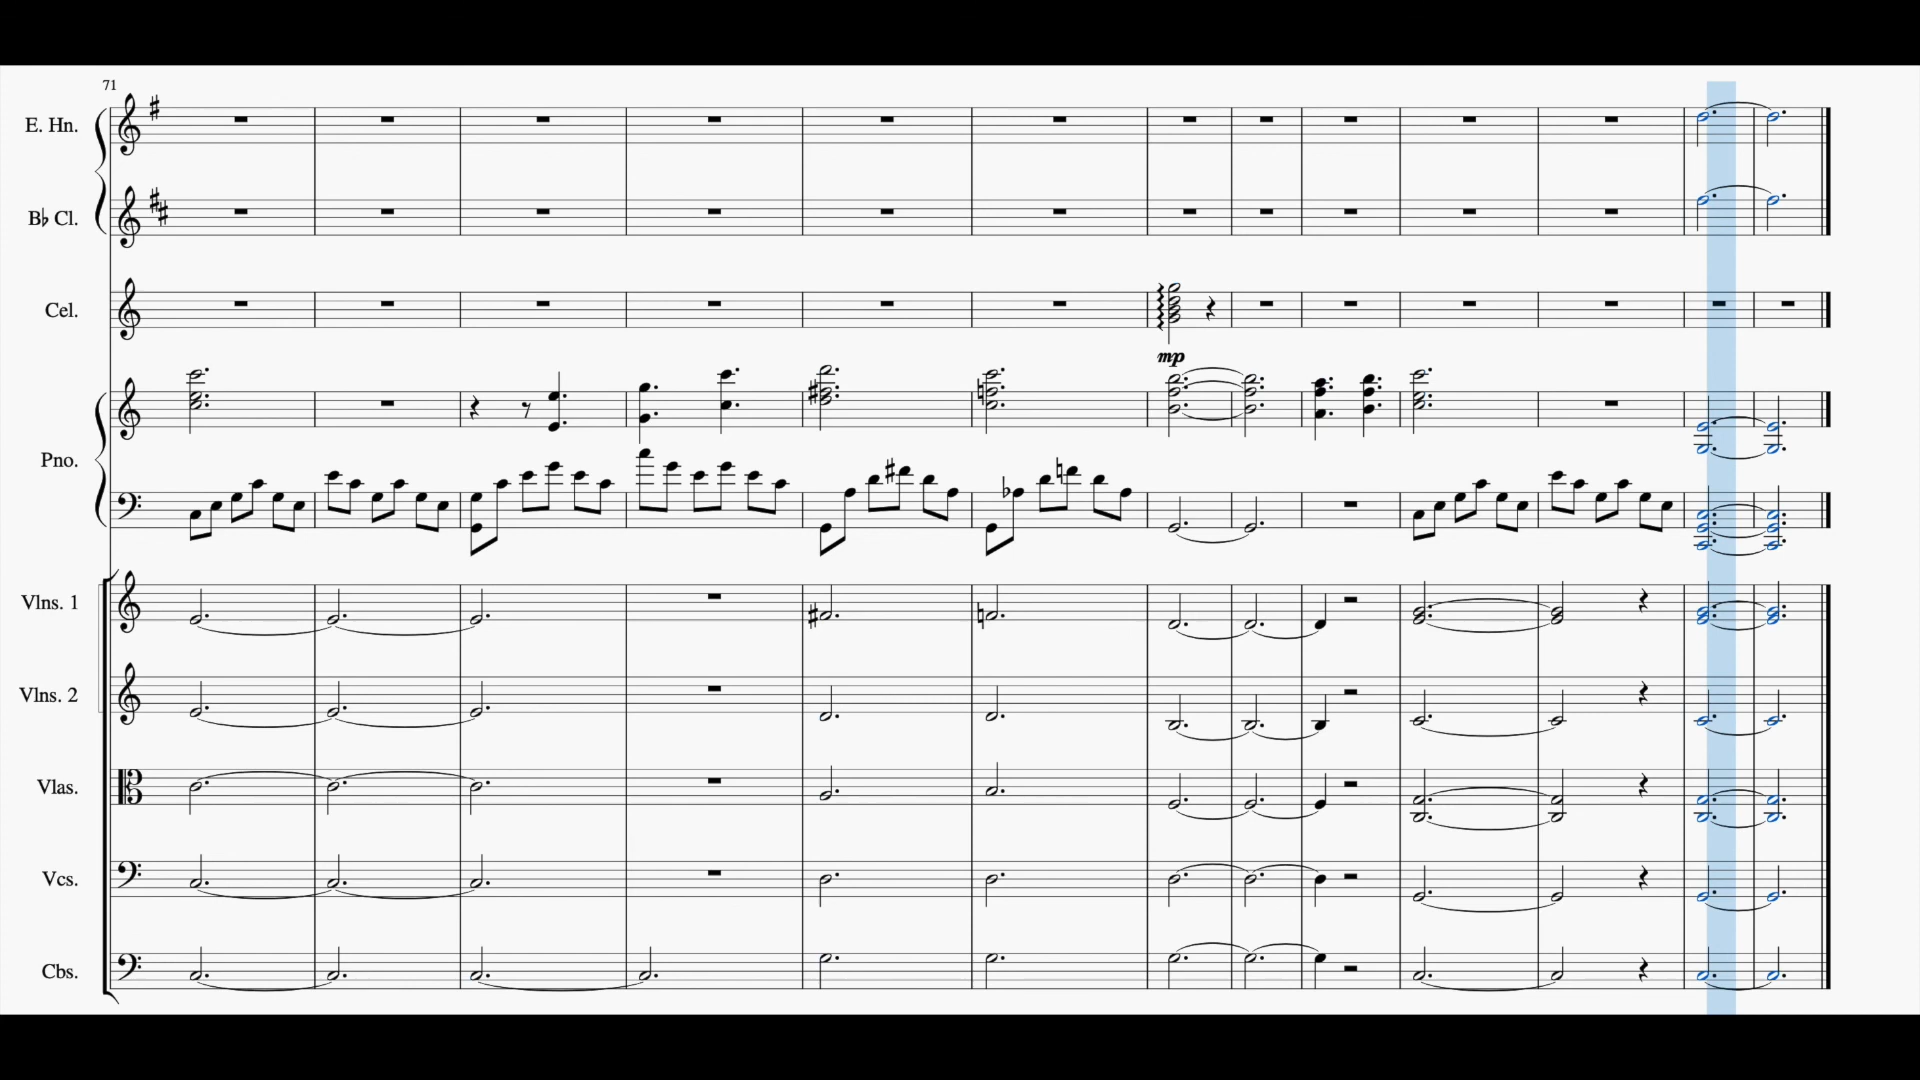 71
E. Hn.
B♭ Cl.
Cel.
mp
Pno.
Vlns. 1
Vlns. 2
Vlas.
Vcs.
Cbs.